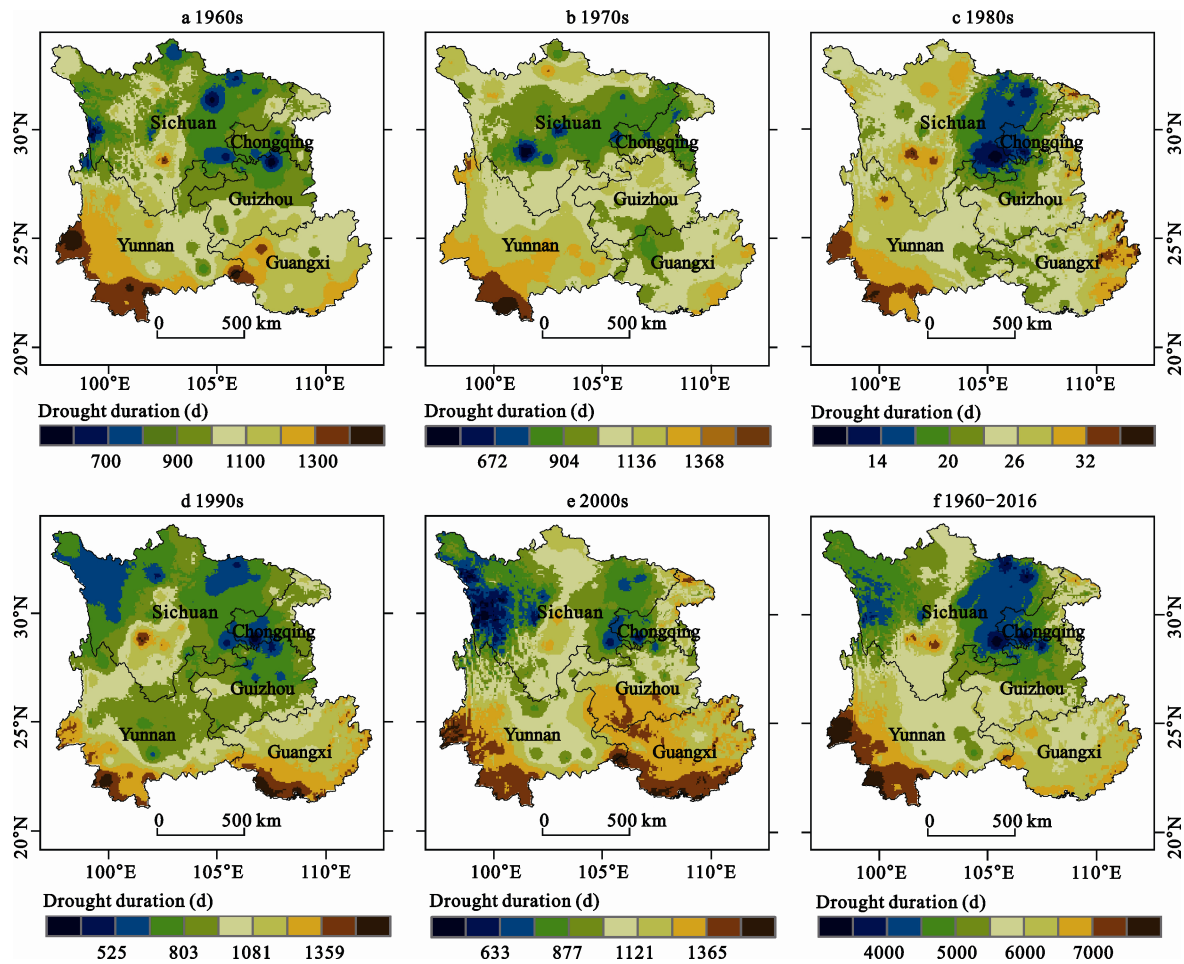 a 1960s
b 1970s
c 1980s
30°N
25°N
20°N
Sichuan
Chongqing
Guizhou
Yunnan
Guangxi
0 500 km
Sichuan
Chongqing
Guizhou
Yunnan
Guangxi
0 500 km
Sichuan
Chongqing
Guizhou
Yunnan
Guangxi
0 500 km
30°N
25°N
20°N
100°E 105°E 110°E
100°E 105°E 110°E
100°E 105°E 110°E
Drought duration (d)
700 900 1100 1300
Drought duration (d)
672 904 1136 1368
Drought duration (d)
14 20 26 32
d 1990s
e 2000s
f 1960-2016
30°N
25°N
20°N
Sichuan
Chongqing
Guizhou
Yunnan
Guangxi
0 500 km
Sichuan
Chongqing
Guizhou
Yunnan
Guangxi
0 500 km
Sichuan
Chongqing
Guizhou
Yunnan
Guangxi
0 500 km
30°N
25°N
20°N
100°E 105°E 110°E
100°E 105°E 110°E
100°E 105°E 110°E
Drought duration (d)
525 803 1081 1359
Drought duration (d)
633 877 1121 1365
Drought duration (d)
4000 5000 6000 7000